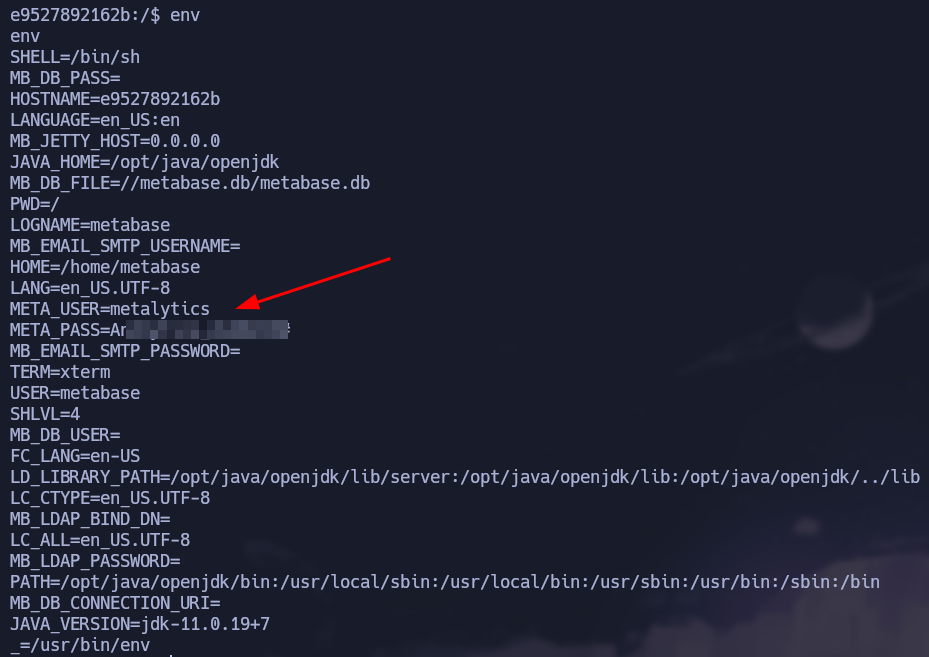 e9527892162b:/$ env
env
SHELL=/bin/sh
MB_DB_PASS=
HOSTNAME=e9527892162b
LANGUAGE=en_US:en
MB_JETTY_HOST=0.0.0.0
JAVA_HOME=/opt/java/openjdk
MB_DB_FILE=//metabase.db/metabase.db
PWD=/
LOGNAME=metabase
MB_EMAIL_SMTP_USERNAME=
HOME=/home/metabase
LANG=en_US.UTF-8
META_USER=metalytics
META_PASS=
MB_EMAIL_SMTP_PASSWORD=
TERM=xterm
USER=metabase
SHLVL=4
MB_DB_USER=
FC_LANG=en-US
LD_LIBRARY_PATH=/opt/java/openjdk/lib/server:/opt/java/openjdk/lib:/opt/java/openjdk/../lib
LC_CTYPE=en_US.UTF-8
MB_LDAP_BIND_DN=
LC_ALL=en_US.UTF-8
MB_LDAP_PASSWORD=
PATH=/opt/java/openjdk/bin:/usr/local/sbin:/usr/local/bin:/usr/sbin:/usr/bin:/sbin:/bin
MB_DB_CONNECTION_URI=
JAVA_VERSION=jdk-11.0.19+7
_=/usr/bin/env